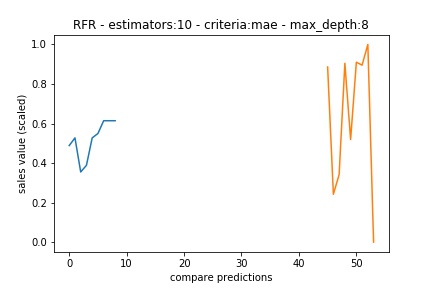 RFR - estimators:10 - criteria:mae - max_depth:8
1.0
0.8
0.6
0.4
0.2
0.0
sales value (scaled)
0 10 20 30 40 50
compare predictions